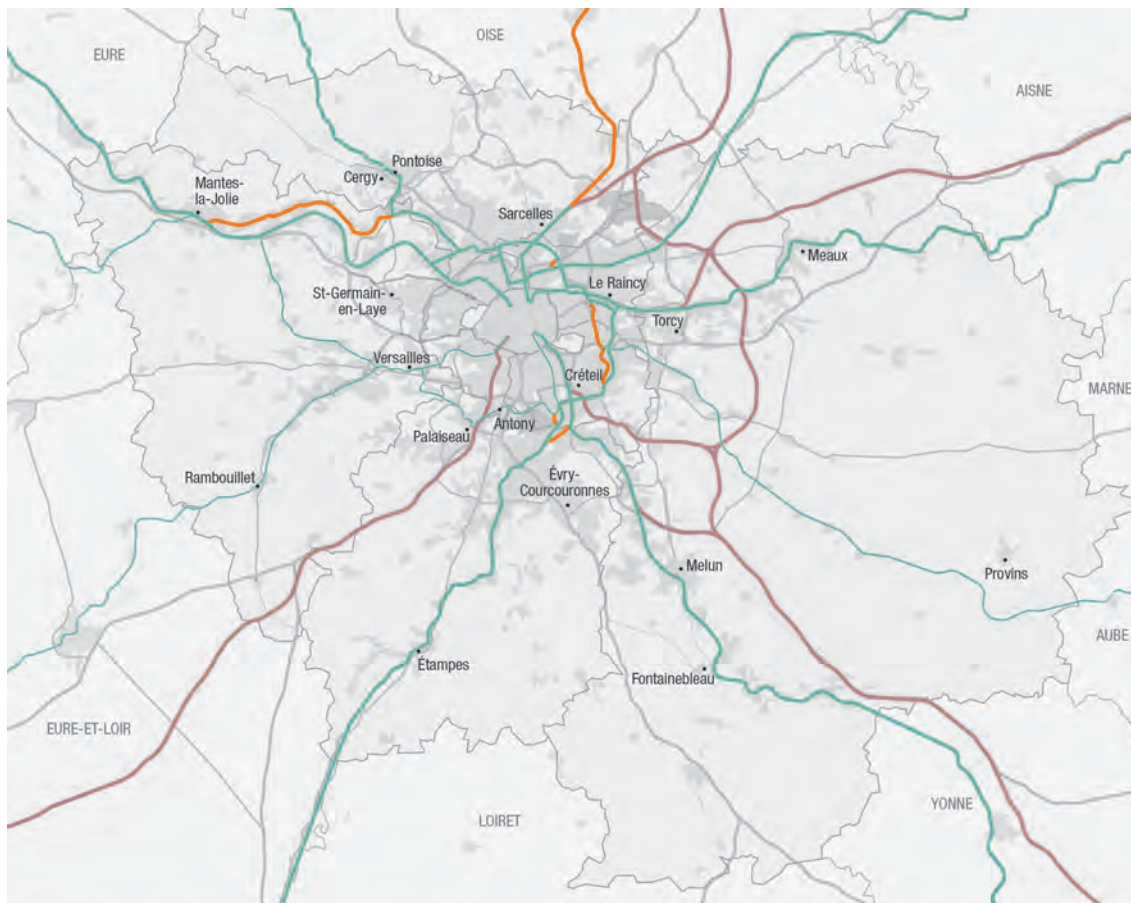 OISE
EURE
AISNE
Pontoise
Cergy
Mantes-
la-Jolie
Sarcelles
Meaux
Le Raincy
St-Germain-
en-Laye
Torcy
Versailles
Créteil
MARNE
Antony
Palaiseau
Rambouillet
Évry-
Courcouronnes
Melun
Provins
AUBE
Étampes
Fontainebleau
EURE-ET-LOIR
YONNE
LOIRET